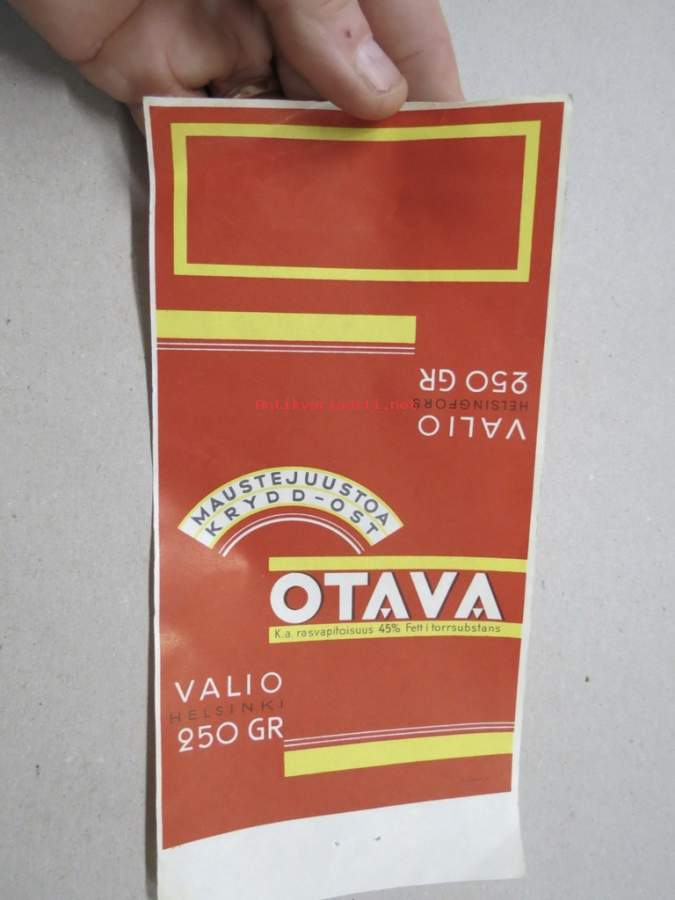 250 GR
HELSINGFORS
VALIO
Antikvariaatti.net
MAUSTEJUUSTOA
KRYDD-OST
OTAVA
K.a. rasvapitoisuus 45% Fett i torrsubstans
VALIO
HELSINKI
250 GR